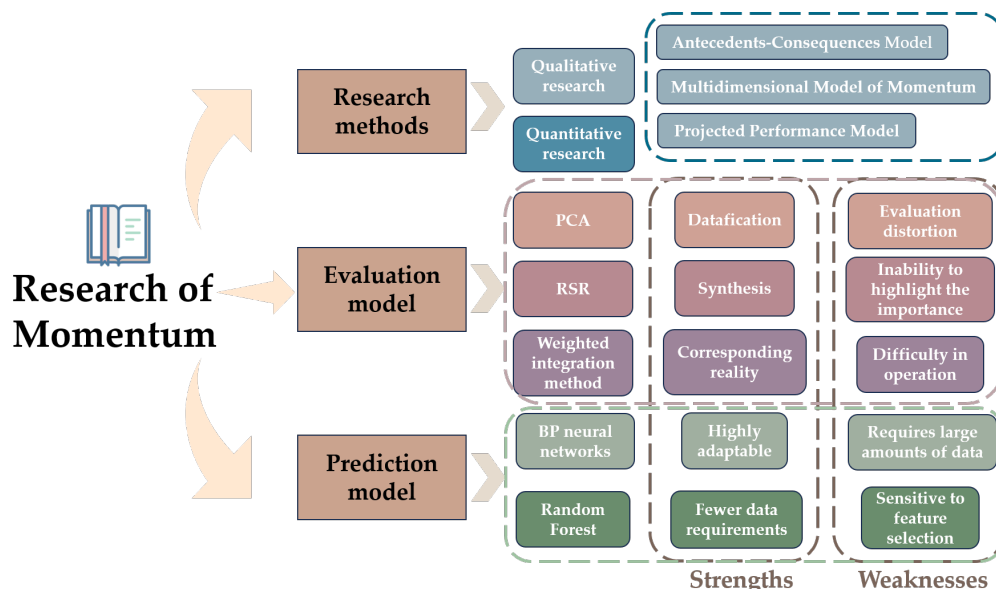 Research of
Momentum
Research
methods
Qualitative
research
Quantitative
research
Antecedents-Consequences Model
Multidimensional Model of Momentum
Projected Performance Model
Evaluation
model
PCA
Datafication
Evaluation
distortion
RSR
Synthesis
Inability to
highlight the
importance
Weighted
integration
method
Corresponding
reality
Difficulty in
operation
Prediction
model
BP neural
networks
Highly
adaptable
Requires large
amounts of data
Random
Forest
Fewer data
requirements
Sensitive to
feature
selection
Strengths
Weaknesses